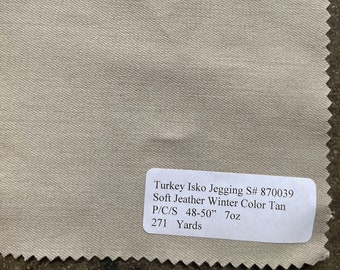 Turkey Isko Jegging S# 870039
Soft Jeather Winter Color Tan
P/C/S 48-50" 7oz
271 Yards